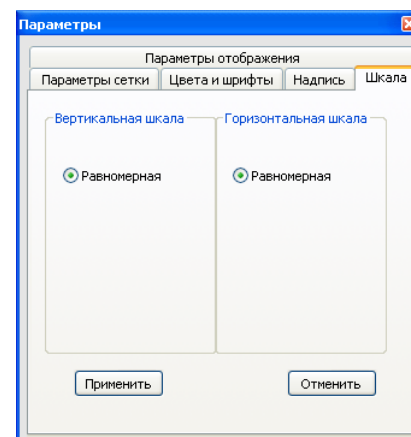 Параметры
Параметры отображения
Параметры сетки Цвета и шрифты Надпись Шкала
Вертикальная шкала Горизонтальная шкала
Равномерная Равномерная
Применить Отменить